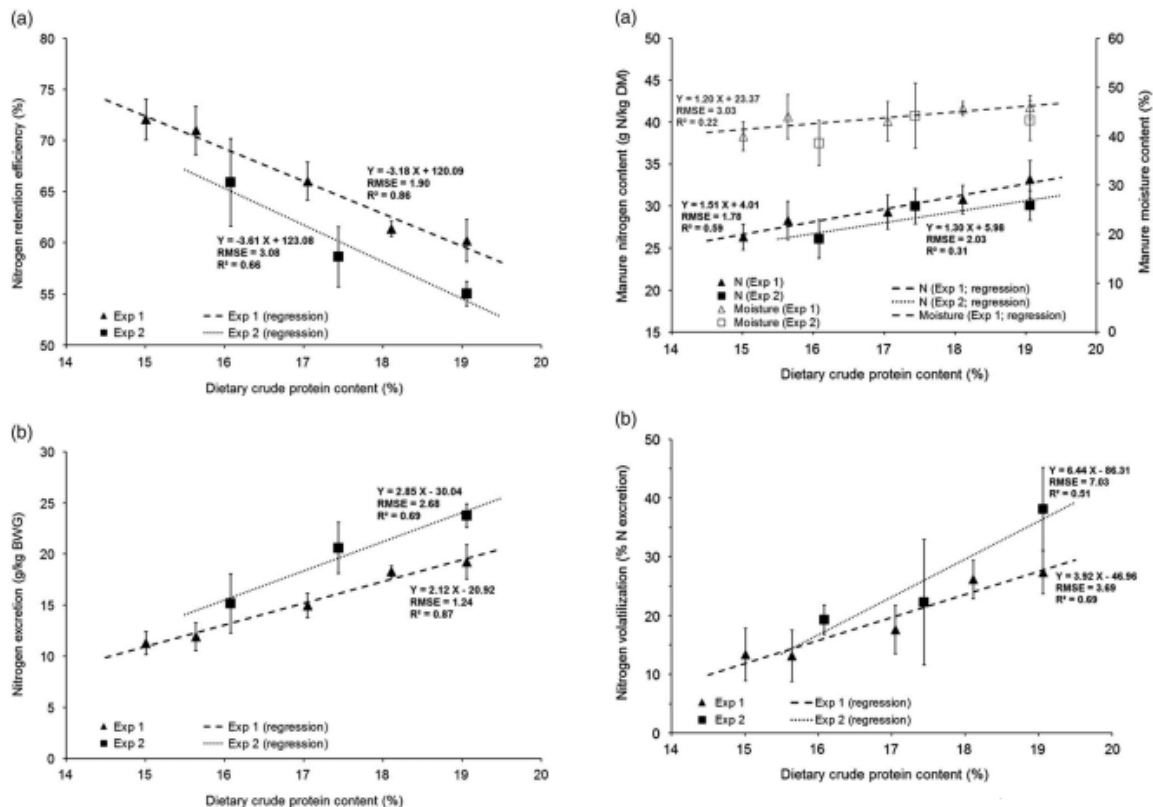 (a)
80
75
70
65
60
55
50
Nitrogen retention efficiency (%)
Y = -3.18 X + 120.09
RMSE = 1.90
R² = 0.86
Y = -3.61 X + 123.08
RMSE = 3.08
R² = 0.66
Exp 1
Exp 1 (regression)
Exp 2
Exp 2 (regression)
14 15 16 17 18 19 20
Dietary crude protein content (%)
(a)
50
45
40
35
30
25
20
15
Manure nitrogen content (g N/kg DM)
60
50
40
30
20
10
0
Manure moisture content (%)
Y = 1.20 X + 23.37
RMSE = 3.03
R² = 0.22
Y = 1.51 X + 4.01
RMSE = 1.78
R² = 0.59
Y = 1.30 X + 5.98
RMSE = 2.03
R² = 0.31
N (Exp 1)
N (Exp 2)
Moisture (Exp 1)
Moisture (Exp 2)
N (Exp 1; regression)
N (Exp 2; regression)
Moisture (Exp 1; regression)
14 15 16 17 18 19 20
Dietary crude protein content (%)
(b)
30
25
20
15
10
5
0
Nitrogen excretion (g/kg BWG)
Y = 2.85 X - 30.04
RMSE = 2.68
R² = 0.69
Y = 2.12 X - 20.92
RMSE = 1.24
R² = 0.87
Exp 1
Exp 1 (regression)
Exp 2
Exp 2 (regression)
14 15 16 17 18 19 20
Dietary crude protein content (%)
(b)
50
40
30
20
10
0
Nitrogen volatilization (% N excretion)
Y = 6.44 X - 86.31
RMSE = 7.03
R² = 0.51
Y = 3.92 X - 46.96
RMSE = 3.69
R² = 0.69
Exp 1
Exp 1 (regression)
Exp 2
Exp 2 (regression)
14 15 16 17 18 19 20
Dietary crude protein content (%)